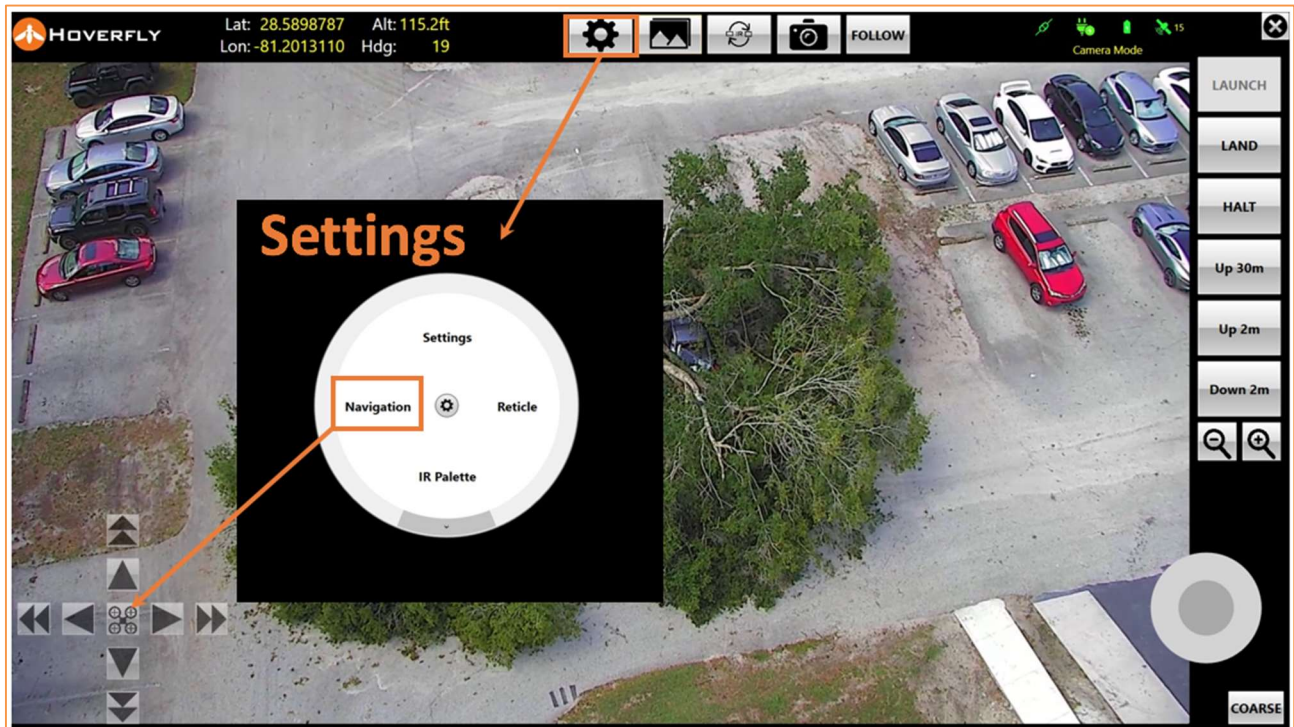 HOVERFLY
Lat: 28.5898787 Alt: 115.2ft
Lon: -81.2013110 Hdg: 19
IR
FOLLOW
15
Camera Mode
LAUNCH
LAND
HALT
Up 30m
Up 2m
Down 2m
Settings
Settings
Navigation
Reticle
IR Palette
COARSE